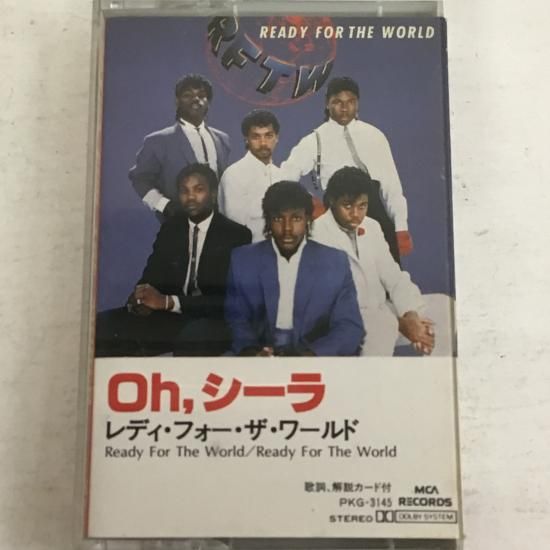 READY FOR THE WORLD
RFTW
Oh,シーラ
レディ・フォー・ザ・ワールド
Ready For The World/Ready For The World
歌詞、解説カード付
PKG-3145
MCA
RECORDS
STEREO DOLBY SYSTEM